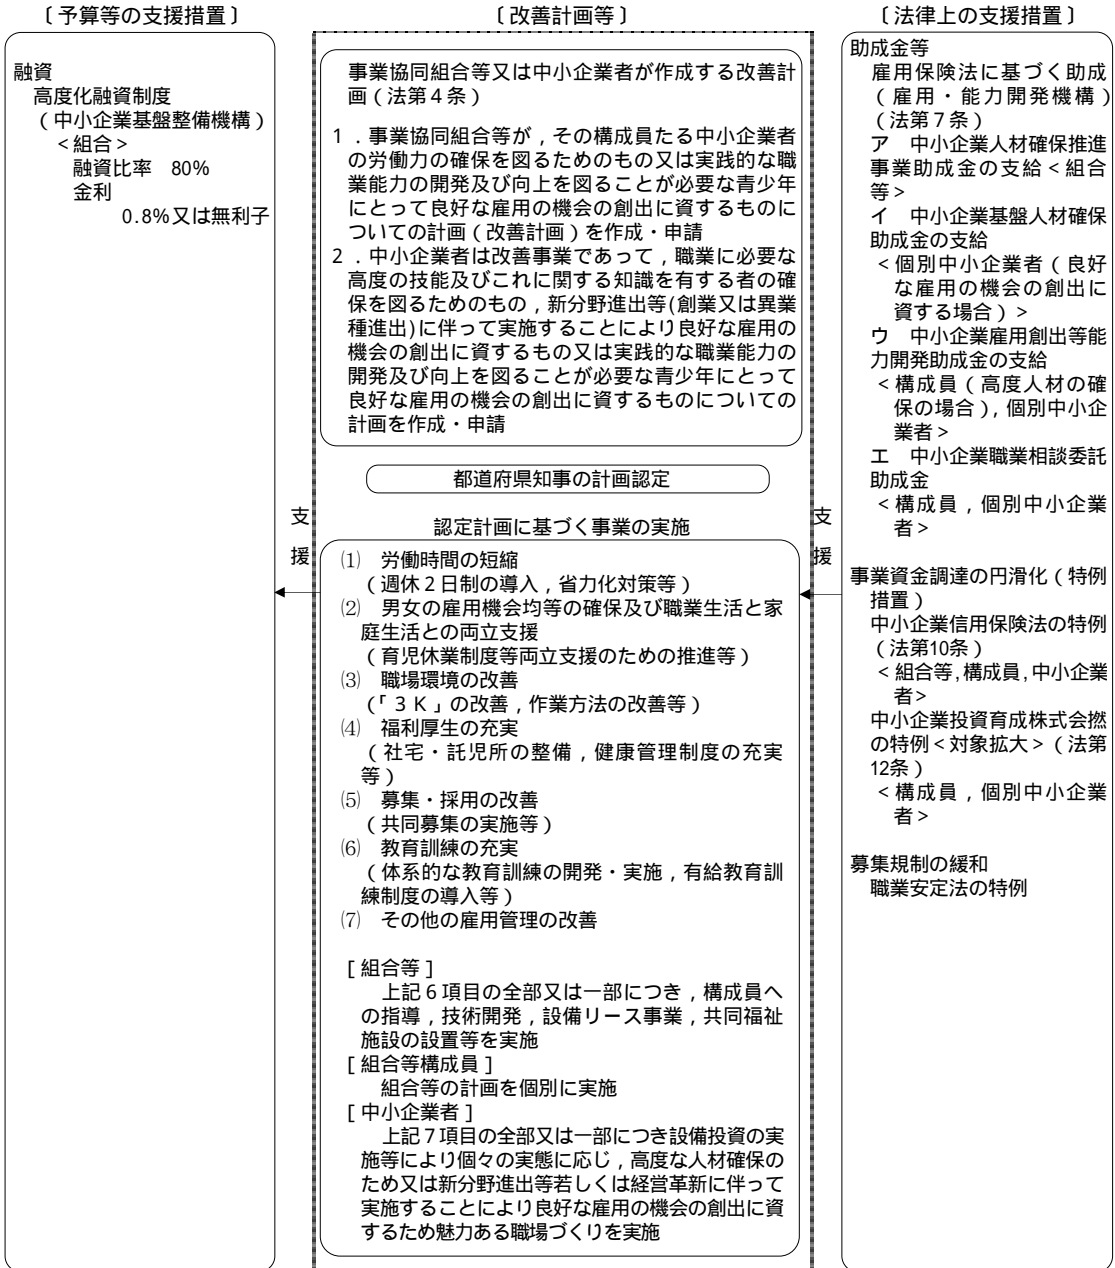 〔予算等の支援措置〕
融資
高度化融資制度
(中小企業基盤整備機構)
<組合>
融資比率 80%
金利
0.8%又は無利子
〔改善計画等〕
事業協同組合等又は中小企業者が作成する改善計
画(法第4条)
1.事業協同組合等が,その構成員たる中小企業者
の労働力の確保を図るためのもの又は実践的な職
業能力の開発及び向上を図ることが必要な青少年
にとって良好な雇用の機会の創出に資するものに
ついての計画(改善計画)を作成・申請
2.中小企業者は改善事業であって,職業に必要な
高度の技能及びこれに関する知識を有する者の確
保を図るためのもの,新分野進出等(創業又は異業
種進出)に伴って実施することにより良好な雇用の
機会の創出に資するもの又は実践的な職業能力の
開発及び向上を図ることが必要な青少年にとって
良好な雇用の機会の創出に資するものについての
計画を作成・申請
都道府県知事の計画認定
支
援
認定計画に基づく事業の実施
⑴ 労働時間の短縮
(週休2日制の導入,省力化対策等)
⑵ 男女の雇用機会均等の確保及び職業生活と家
庭生活との両立支援
(育児休業制度等両立支援のための推進等)
⑶ 職場環境の改善
(「3K」の改善,作業方法の改善等)
⑷ 福利厚生の充実
(社宅・託児所の整備,健康管理制度の充実
等)
⑸ 募集・採用の改善
(共同募集の実施等)
⑹ 教育訓練の充実
(体系的な教育訓練の開発・実施,有給教育訓
練制度の導入等)
⑺ その他の雇用管理の改善
[組合等]
上記6項目の全部又は一部につき,構成員へ
の指導,技術開発,設備リース事業,共同福祉
施設の設置等を実施
[組合等構成員]
組合等の計画を個別に実施
[中小企業者]
上記7項目の全部又は一部につき設備投資の実
施等により個々の実態に応じ,高度な人材確保の
ため又は新分野進出等若しくは経営革新に伴って
実施することにより良好な雇用の機会の創出に資
するため魅力ある職場づくりを実施
支
援
〔法律上の支援措置〕
助成金等
雇用保険法に基づく助成
(雇用・能力開発機構)
(法第7条)
ア 中小企業人材確保推進
事業助成金の支給<組合
等>
イ 中小企業基盤人材確保
助成金の支給
<個別中小企業者(良好
な雇用の機会の創出に
資する場合)>
ウ 中小企業雇用創出等能
力開発助成金の支給
<構成員(高度人材の確
保の場合),個別中小企
業者>
エ 中小企業職業相談委託
助成金
<構成員,個別中小企業
者>
事業資金調達の円滑化(特例
措置)
中小企業信用保険法の特例
(法第10条)
<組合等,構成員,中小企業
者>
中小企業投資育成株式会撚
の特例<対象拡大>(法第
12条)
<構成員,個別中小企業
者>
募集規制の緩和
職業安定法の特例